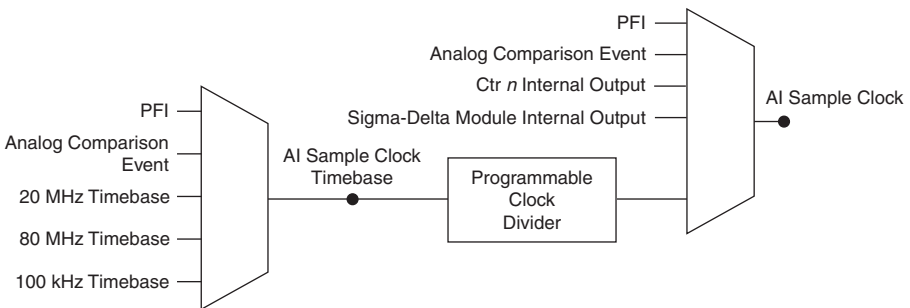 PFI
Analog Comparison Event
Ctr n Internal Output
Sigma-Delta Module Internal Output
AI Sample Clock
PFI
Analog Comparison
Event
20 MHz Timebase
80 MHz Timebase
100 kHz Timebase
AI Sample Clock
Timebase
Programmable
Clock
Divider